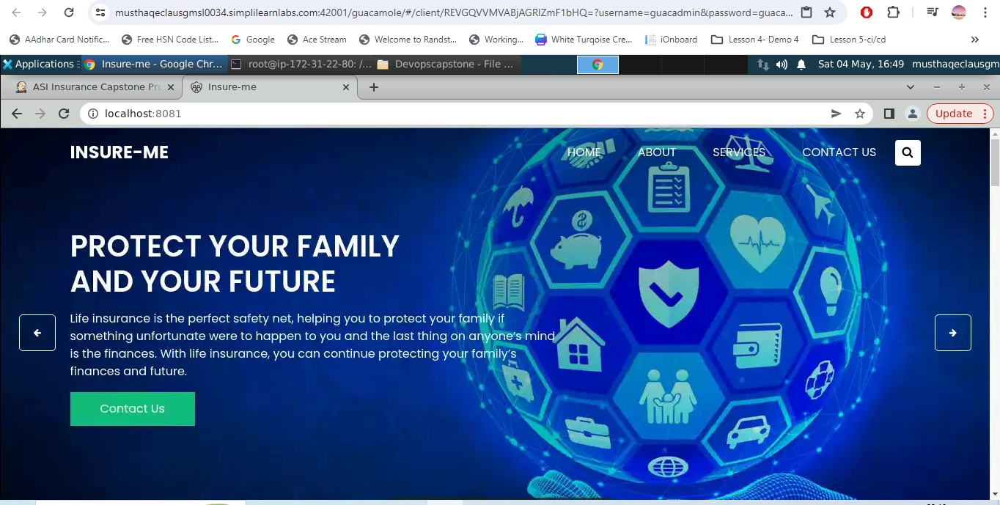 musthaqeclausgmsl0034.simplilearnlabs.com:42001/guacamole/#/client/REVGQVVMVABjAGRlZmF1bHQ=?username=guacadmin&password=guaca...
AAdhar Card Notific... Free HSN Code List... Google Ace Stream Welcome to Randst... Working... White Turqoise Cre... iOnboard Lesson 4- Demo 4 Lesson 5-ci/cd »
Applications Insure-me - Google Chr... root@ip-172-31-22-80: /... Devopscapstone - File ... Sat 04 May, 16:49 musthaqeclausgm
ASI Insurance Capstone Pr Insure-me
localhost:8081 Update
INSURE-ME HOME ABOUT SERVICES CONTACT US
PROTECT YOUR FAMILY
AND YOUR FUTURE
Life insurance is the perfect safety net, helping you to protect your family if
something unfortunate were to happen to you and the last thing on anyone’s mind
is the finances. With life insurance, you can continue protecting your family’s
finances and future.
Contact Us